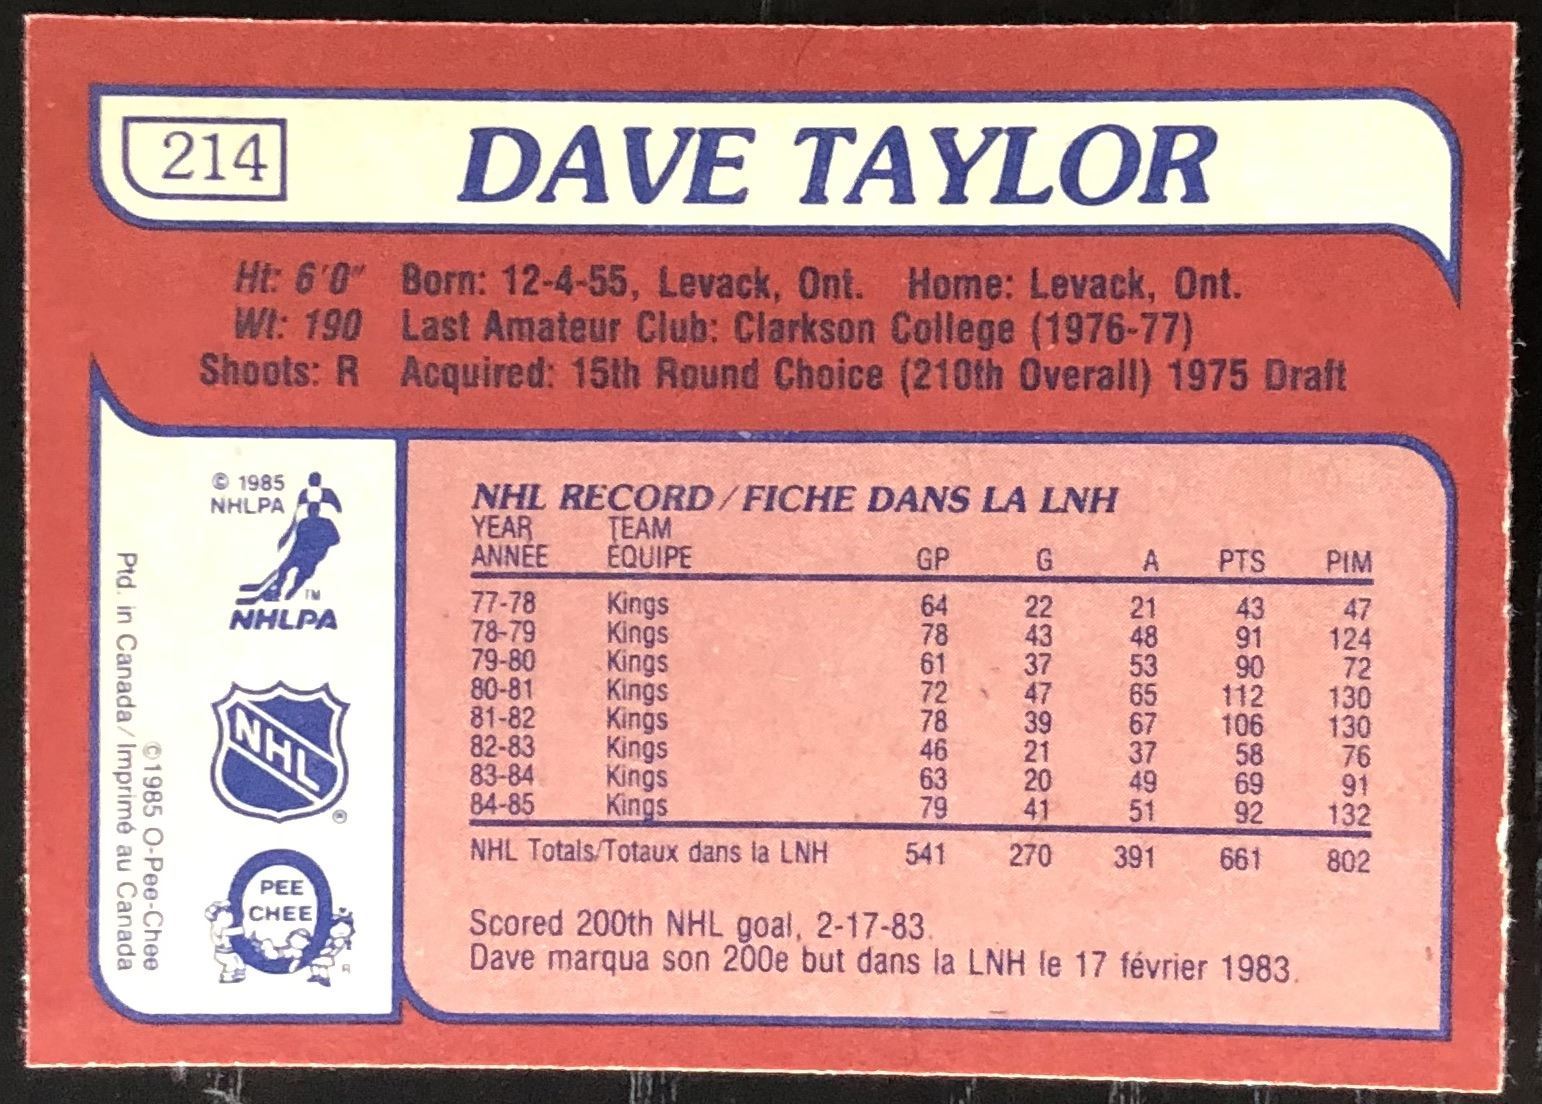 214
DAVE TAYLOR
Ht: 6'0" Born: 12-4-55, Levack, Ont. Home: Levack, Ont.
Wt: 190 Last Amateur Club: Clarkson College (1976-77)
Shoots: R Acquired: 15th Round Choice (210th Overall) 1975 Draft
© 1985
NHLPA
TM
NHLPA
NHL
®
PEE
CHEE
R
©1985 O-Pee-Chee
Ptd. in Canada/Imprimé au Canada
NHL RECORD/FICHE DANS LA LNH
YEAR TEAM
ANNÉE ÉQUIPE GP G A PTS PIM
77-78 Kings 64 22 21 43 47
78-79 Kings 78 43 48 91 124
79-80 Kings 61 37 53 90 72
80-81 Kings 72 47 65 112 130
81-82 Kings 78 39 67 106 130
82-83 Kings 46 21 37 58 76
83-84 Kings 63 20 49 69 91
84-85 Kings 79 41 51 92 132
NHL Totals/Totaux dans la LNH 541 270 391 661 802
Scored 200th NHL goal, 2-17-83.
Dave marqua son 200e but dans la LNH le 17 février 1983.